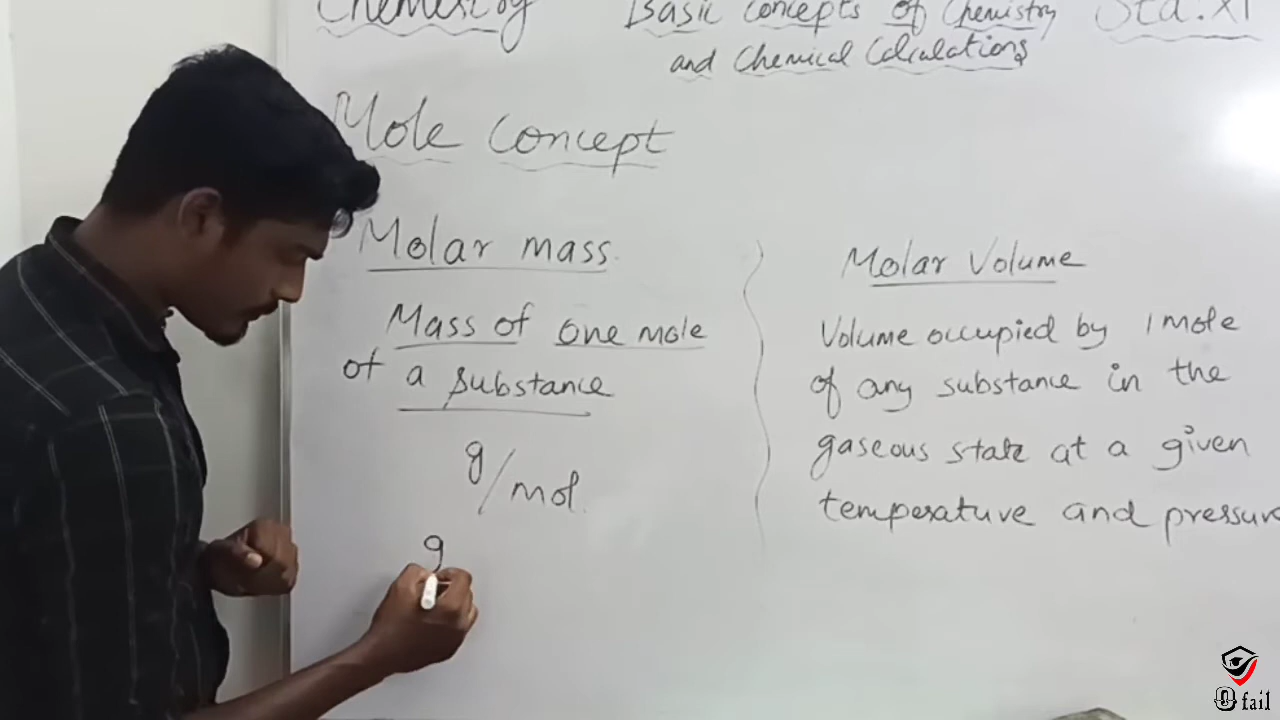 Chemistry
Basic Concepts of Chemistry
and Chemical Calculations
Std: XI
Mole Concept
Molar mass.
Mass of one mole
of a substance
g/mol.
g
Molar Volume
Volume occupied by 1 mole
of any substance in the
gaseous state at a given
temperature and pressure
0 fail